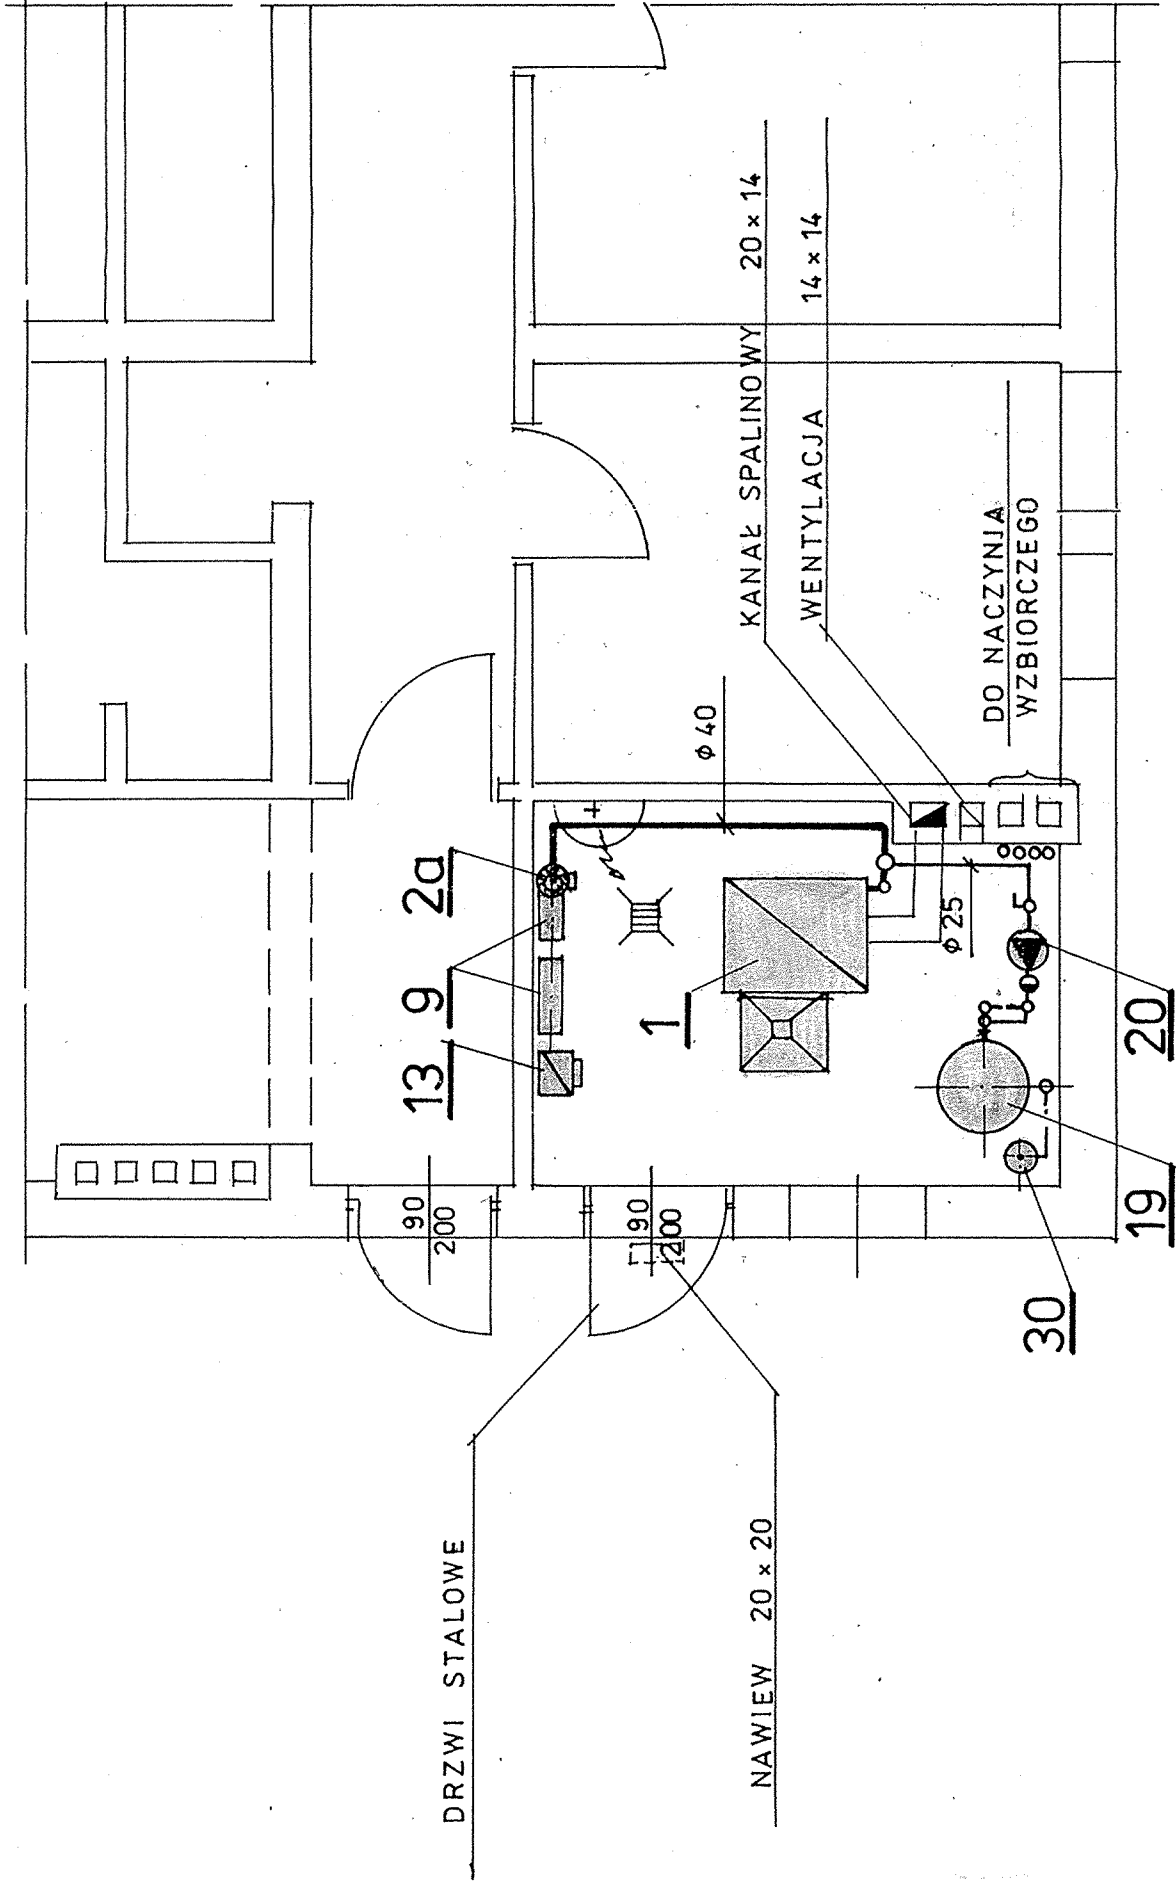 KANAŁ SPALINOWY 20 × 14
WENTYLACJA 14 × 14
DO NACZYNIA
WZBIORCZEGO
ϕ 40
ϕ 25
2a
9
13
1
20
19
30
90
200
90
200
DRZWI STALOWE
NAWIEW 20 × 20